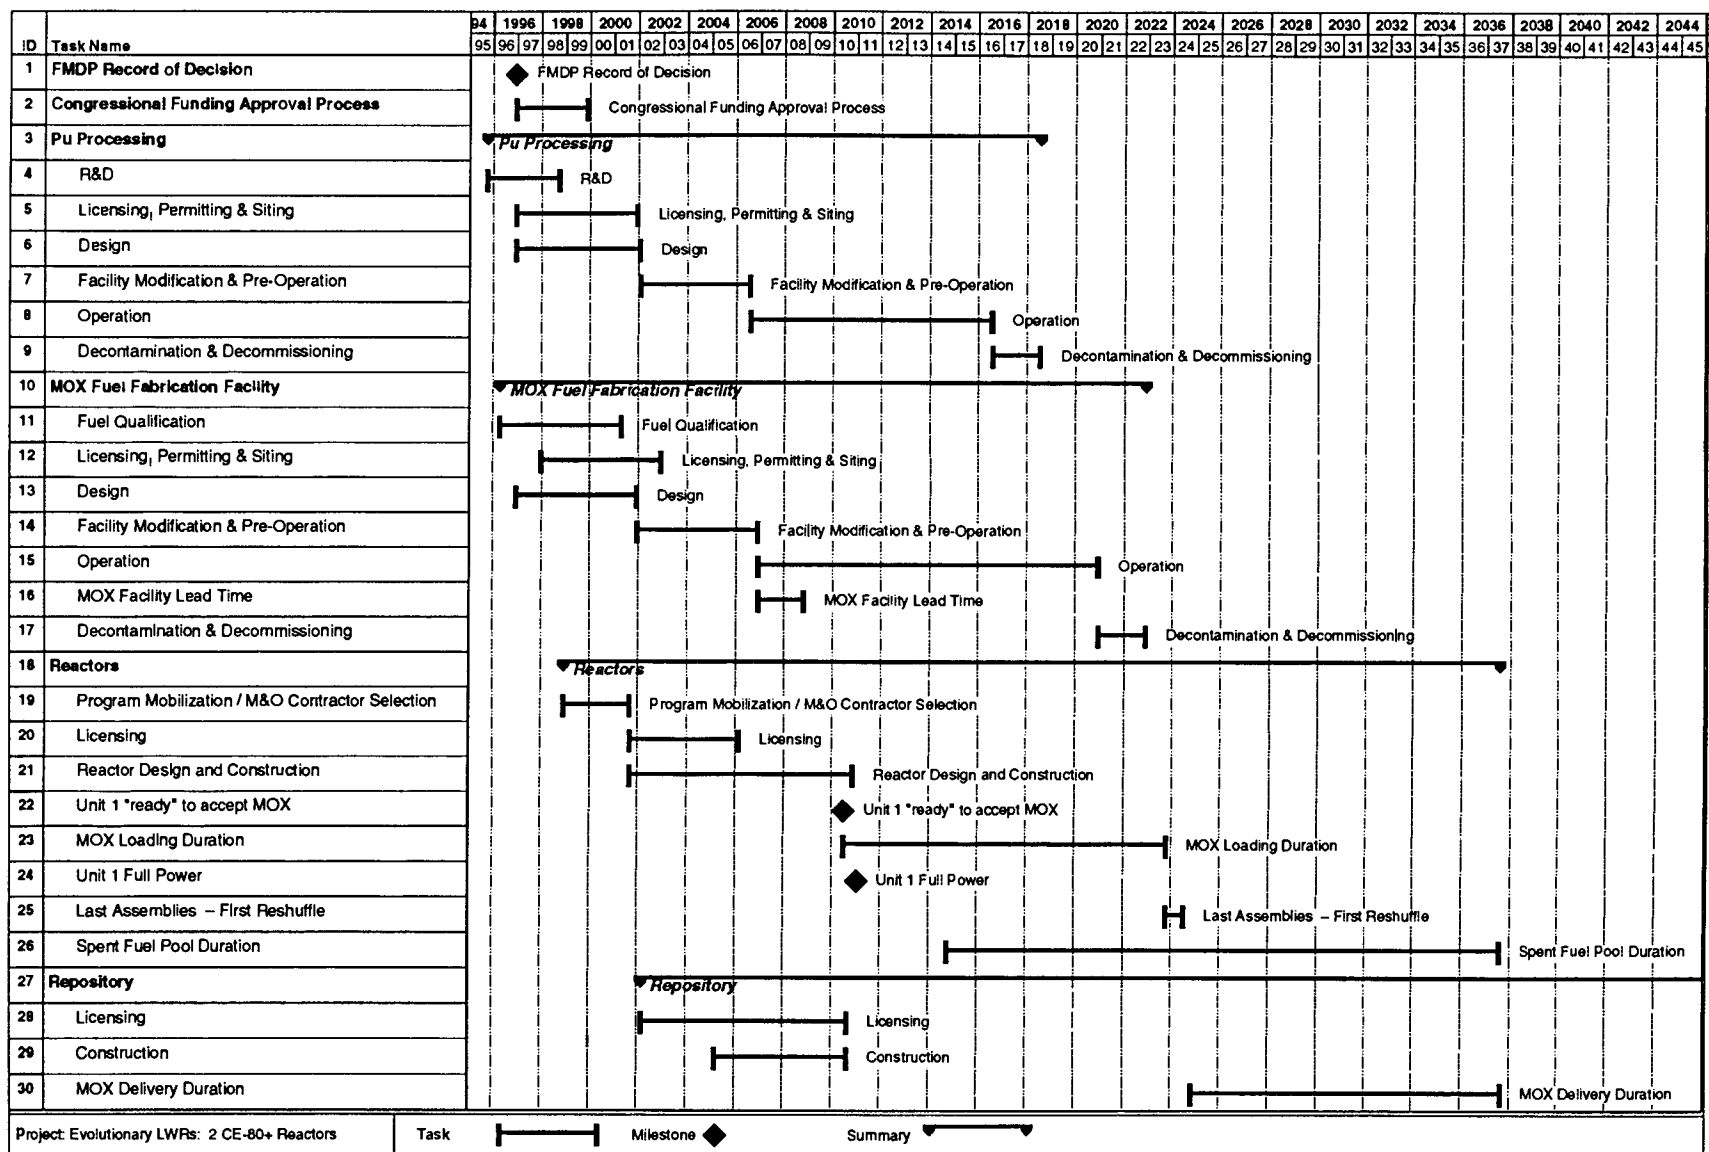 94 1996 1998 2000 2002 2004 2006 2008 2010 2012 2014 2016 2018 2020 2022 2024 2026 2028 2030 2032 2034 2036 2038 2040 2042 2044
ID Task Name 95 96 97 98 99 00 01 02 03 04 05 06 07 08 09 10 11 12 13 14 15 16 17 18 19 20 21 22 23 24 25 26 27 28 29 30 31 32 33 34 35 36 37 38 39 40 41 42 43 44 45
1 FMDP Record of Decision FMDP Record of Decision
2 Congressional Funding Approval Process Congressional Funding Approval Process
3 Pu Processing Pu Processing
4 R&D R&D
5 Licensing, Permitting & Siting Licensing, Permitting & Siting
6 Design Design
7 Facility Modification & Pre-Operation Facility Modification & Pre-Operation
8 Operation Operation
9 Decontamination & Decommissioning Decontamination & Decommissioning
10 MOX Fuel Fabrication Facility MOX Fuel Fabrication Facility
11 Fuel Qualification Fuel Qualification
12 Licensing, Permitting & Siting Licensing, Permitting & Siting
13 Design Design
14 Facility Modification & Pre-Operation Facility Modification & Pre-Operation
15 Operation Operation
16 MOX Facility Lead Time MOX Facility Lead Time
17 Decontamination & Decommissioning Decontamination & Decommissioning
18 Reactors Reactors
19 Program Mobilization / M&O Contractor Selection Program Mobilization / M&O Contractor Selection
20 Licensing Licensing
21 Reactor Design and Construction Reactor Design and Construction
22 Unit 1 "ready" to accept MOX Unit 1 "ready" to accept MOX
23 MOX Loading Duration MOX Loading Duration
24 Unit 1 Full Power Unit 1 Full Power
25 Last Assemblies – First Reshuffle Last Assemblies – First Reshuffle
26 Spent Fuel Pool Duration Spent Fuel Pool Duration
27 Repository Repository
28 Licensing Licensing
29 Construction Construction
30 MOX Delivery Duration MOX Delivery Duration
Project: Evolutionary LWRs: 2 CE-80+ Reactors Task Milestone Summary